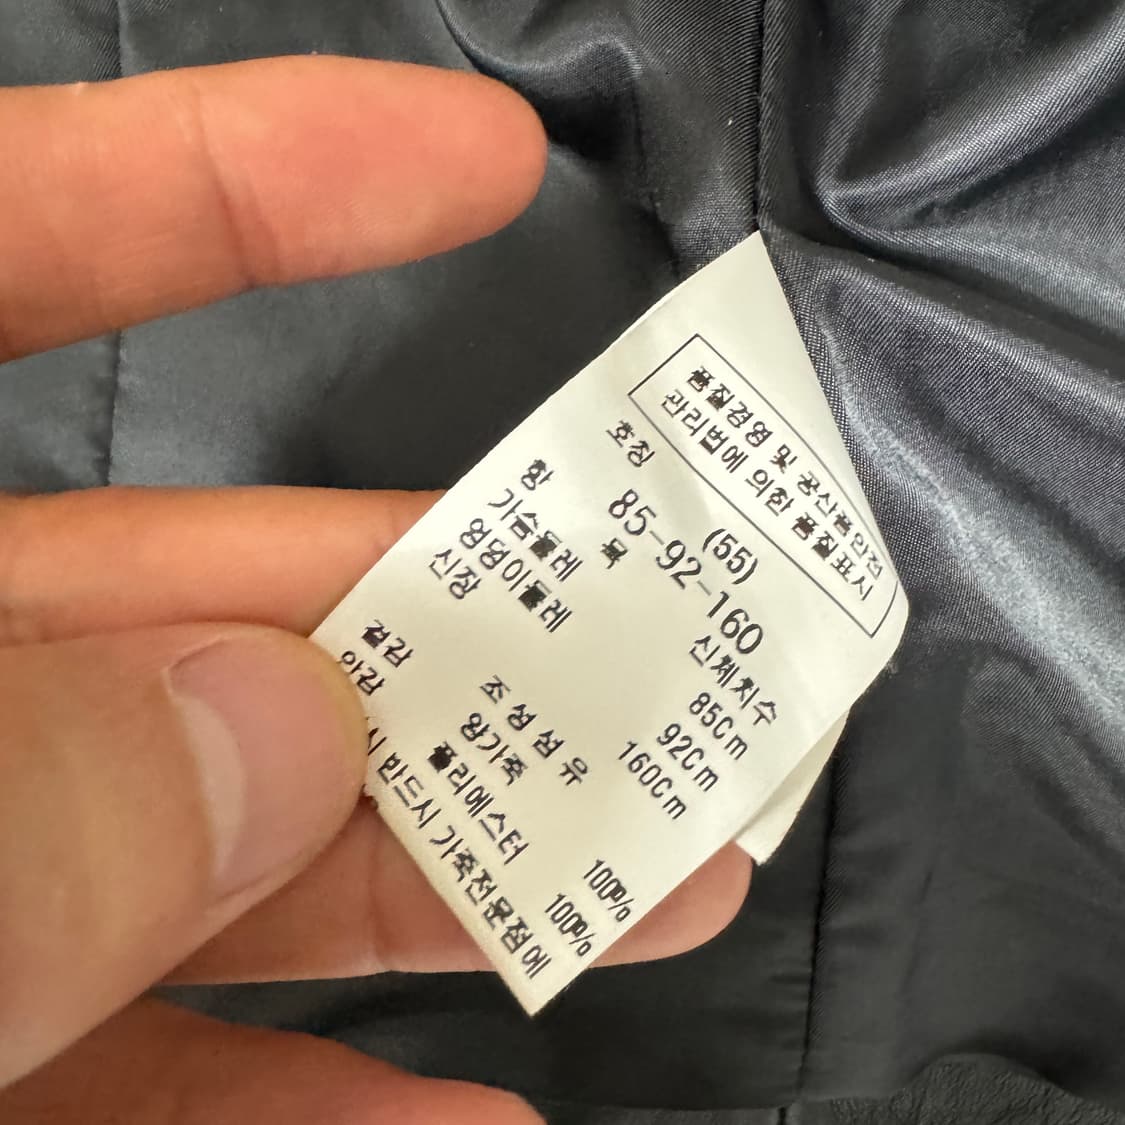 품질경영 및 공산품안전
관리법에 의한 품질표시
(55)
호칭 85-92-160
항 목 신체치수
가슴둘레 85Cm
엉덩이둘레 92Cm
신장 160Cm
조성섬유
겉감 양가죽 100%
안감 폴리에스터 100%
시 반드시 가죽전문점에